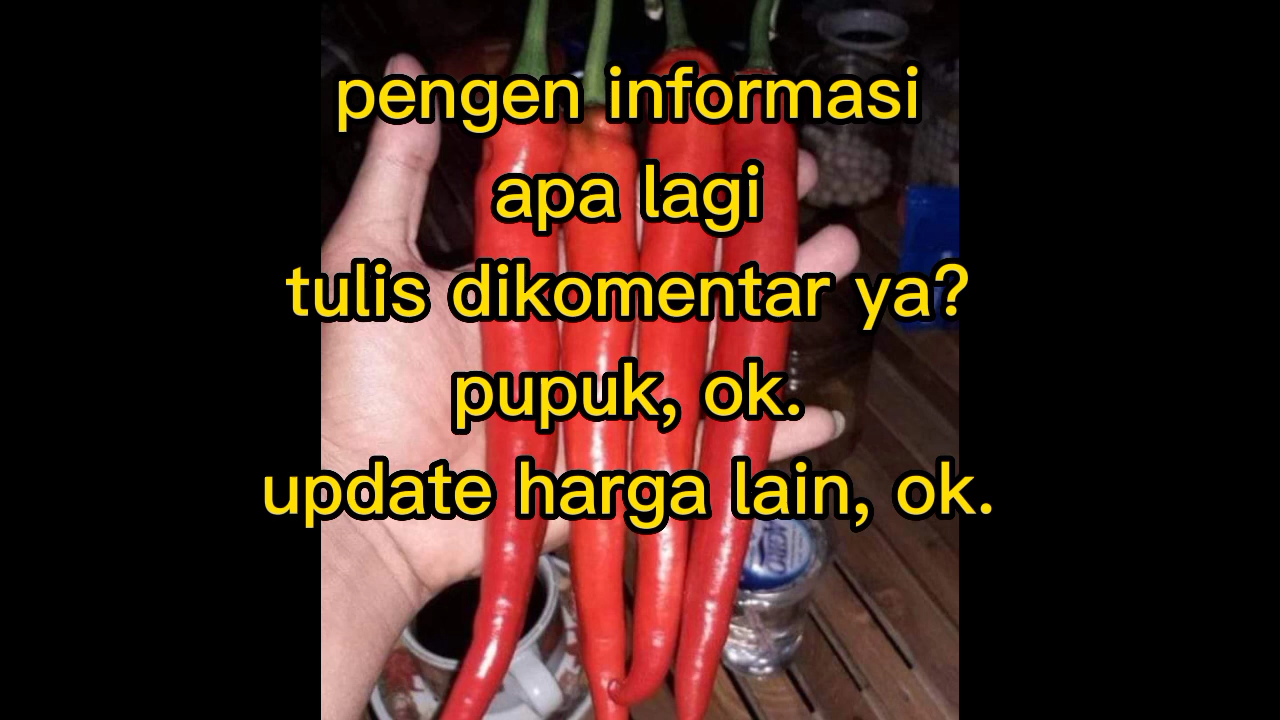 pengen informasi
apa lagi
tulis dikomentar ya?
pupuk, ok.
update harga lain, ok.